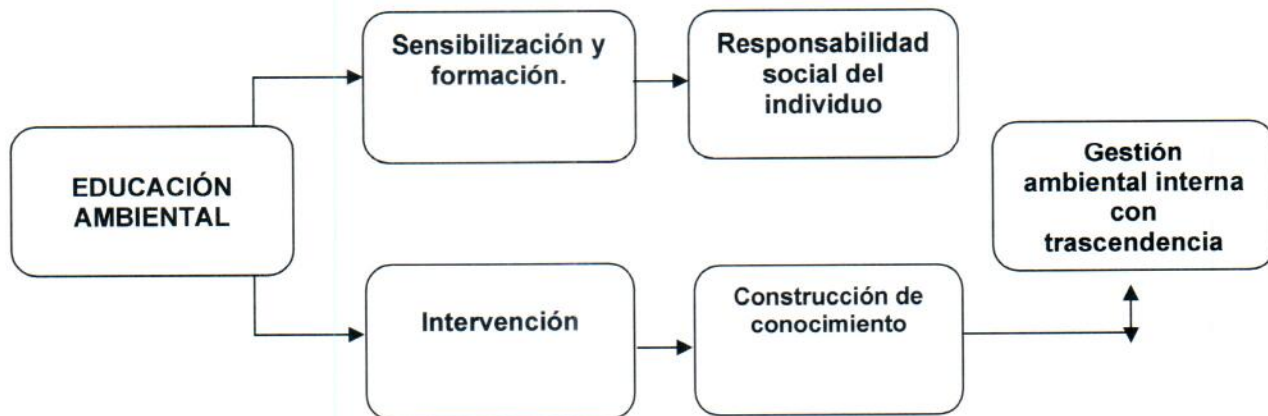 Sensibilización y
formación.
Responsabilidad
social del
individuo
EDUCACIÓN
AMBIENTAL
Gestión
ambiental interna
con
trascendencia
Intervención
Construcción de
conocimiento